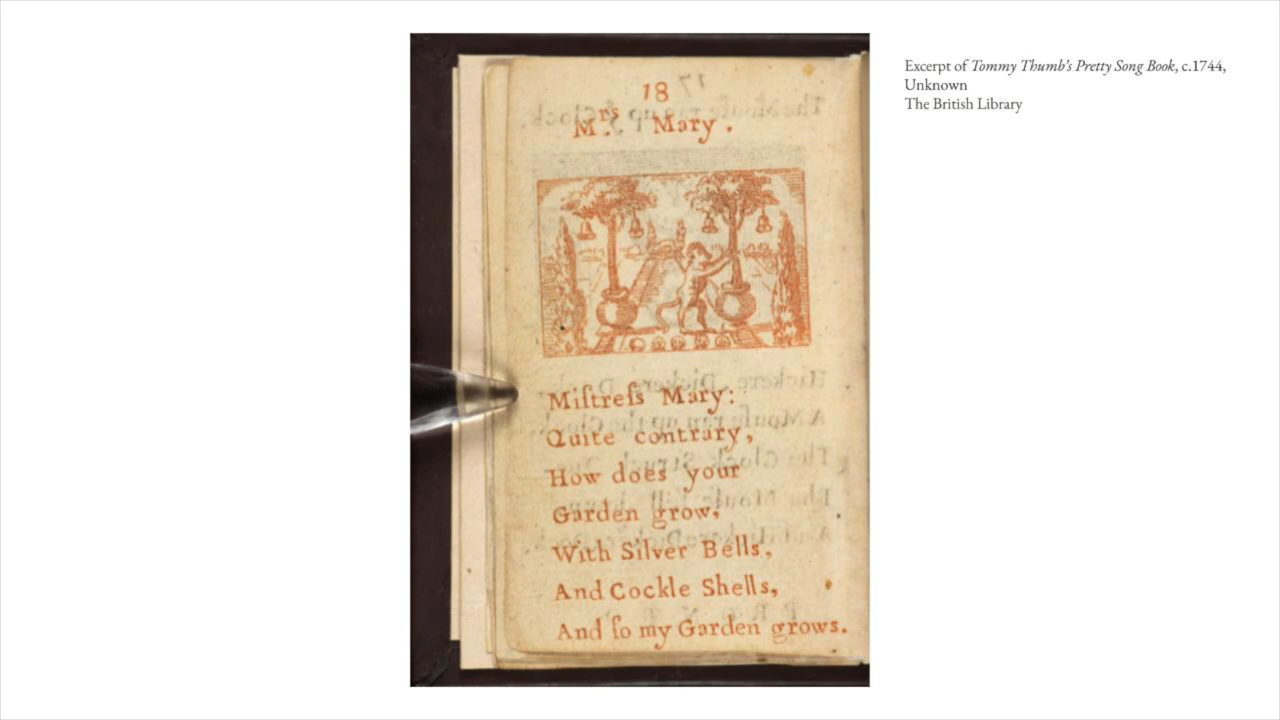 18
Mrs. Mary.
Miſtreſs Mary:
Quite contrary,
How does your
Garden grow,
With Silver Bells,
And Cockle Shells,
And ſo my Garden grows.
Excerpt of Tommy Thumb's Pretty Song Book, c.1744,
Unknown
The British Library